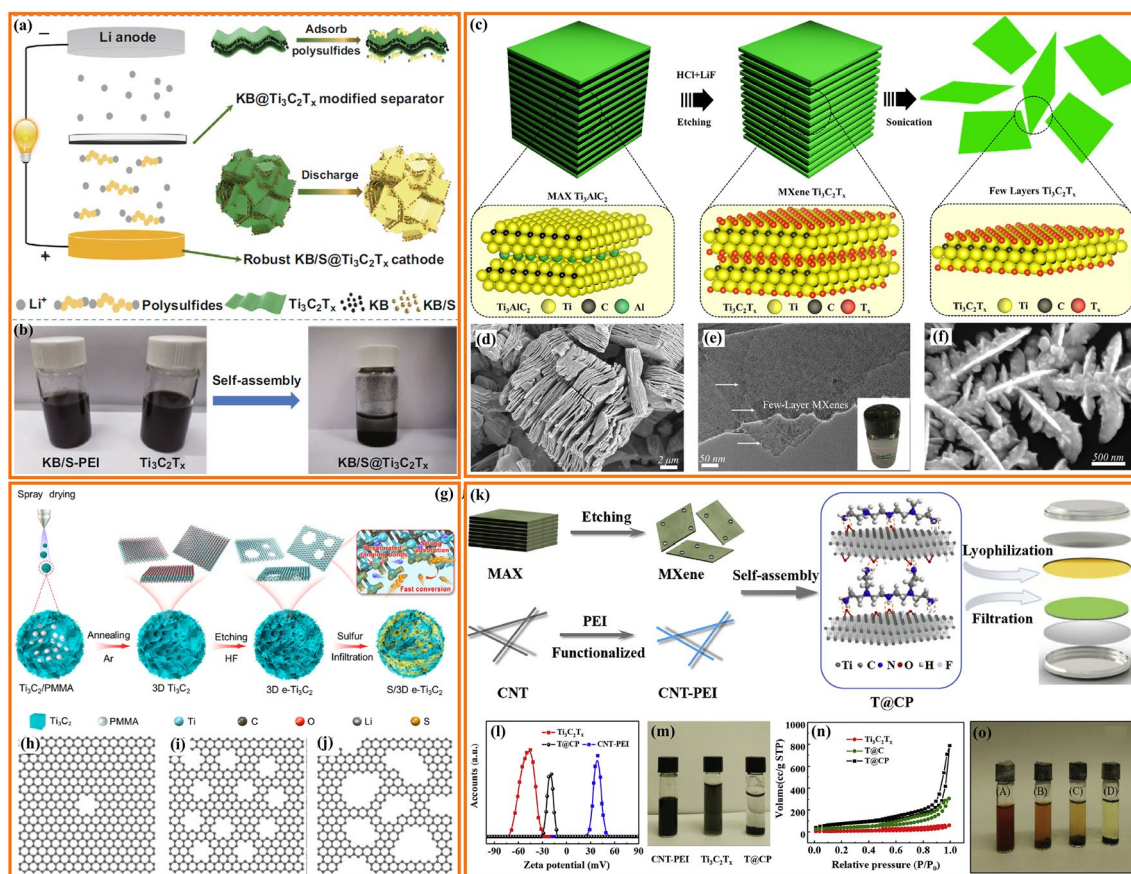 (a)
Li anode
Adsorb
polysulfides
KB@Ti₃C₂Tₓ modified separator
Discharge
Robust KB/S@Ti₃C₂Tₓ cathode
Li⁺ Polysulfides Ti₃C₂Tₓ KB KB/S
(b)
Self-assembly
KB/S-PEI
Ti₃C₂Tₓ
KB/S@Ti₃C₂Tₓ
(c)
HCl+LiF
Etching
Sonication
MAX Ti₃AlC₂
MXene Ti₃C₂Tₓ
Few Layers Ti₃C₂Tₓ
Ti₃AlC₂ Ti C Al
Ti₃C₂Tₓ Ti C Tₓ
Ti₃C₂Tₓ Ti C Tₓ
(d)
2 μm
(e)
Few-Layer MXenes
50 nm
(f)
500 nm
(g)
Spray drying
Strong
adsorption
Fast conversion
Annealing
Ar
Etching
HF
Sulfur
Infiltration
Ti₃C₂/PMMA
3D Ti₃C₂
3D e-Ti₃C₂
S/3D e-Ti₃C₂
Ti₃C₂ PMMA Ti C O Li S
(h)
(i)
(j)
(k)
Etching
MAX
MXene
Self-assembly
PEI
Functionalized
CNT
CNT-PEI
Ti C N O H F
T@CP
Lyophilization
Filtration
(l)
Ti₃C₂Tₓ
T@CP CNT-PEI
Accounts (a.u.)
-90 -60 -30 0 30 60 90
Zeta potential (mV)
(m)
CNT-PEI Ti₃C₂Tₓ T@CP
(n)
Ti₃C₂Tₓ
T@C
T@CP
Volume(cc/g STP)
1000
800
600
400
200
0
0.0 0.2 0.4 0.6 0.8 1.0
Relative pressure (P/P₀)
(o)
(A)
(B)
(C)
(D)